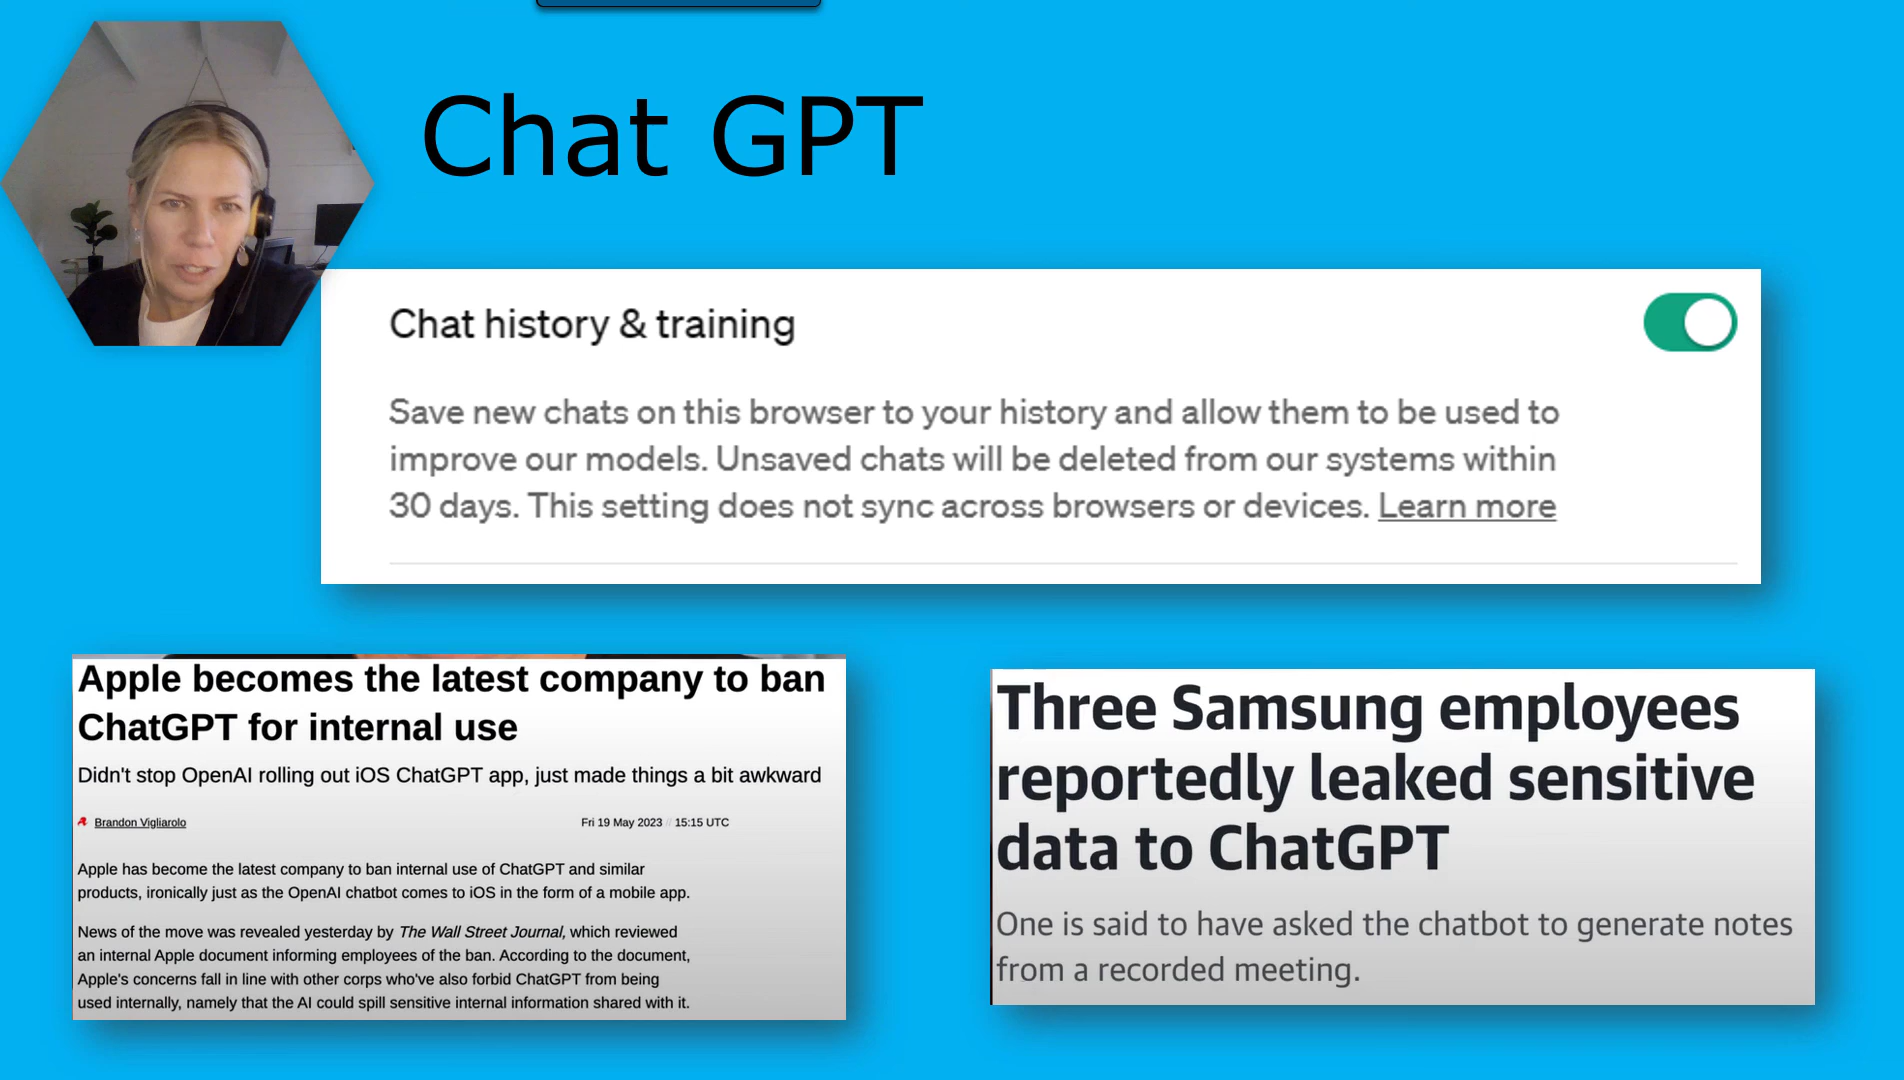 Chat GPT
Chat history & training
Save new chats on this browser to your history and allow them to be used to
improve our models. Unsaved chats will be deleted from our systems within
30 days. This setting does not sync across browsers or devices. Learn more
Apple becomes the latest company to ban
ChatGPT for internal use
Didn't stop OpenAI rolling out iOS ChatGPT app, just made things a bit awkward
Brandon Vigliarolo
Fri 19 May 2023 // 15:15 UTC
Apple has become the latest company to ban internal use of ChatGPT and similar
products, ironically just as the OpenAI chatbot comes to iOS in the form of a mobile app.
News of the move was revealed yesterday by The Wall Street Journal, which reviewed
an internal Apple document informing employees of the ban. According to the document,
Apple's concerns fall in line with other corps who've also forbid ChatGPT from being
used internally, namely that the AI could spill sensitive internal information shared with it.
Three Samsung employees
reportedly leaked sensitive
data to ChatGPT
One is said to have asked the chatbot to generate notes
from a recorded meeting.